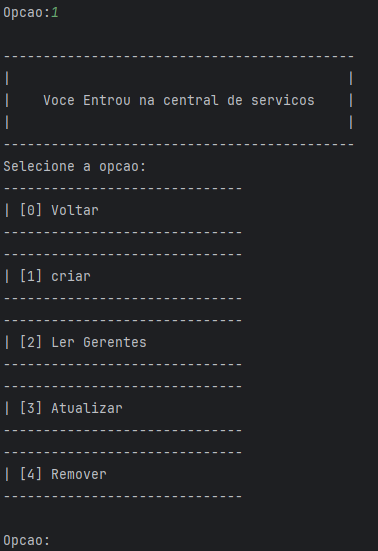 Opcao:1
--------------------------------------------
|                                          |
|    Voce Entrou na central de servicos    |
|                                          |
--------------------------------------------
Selecione a opcao:
------------------------------
| [0] Voltar
------------------------------
------------------------------
| [1] criar
------------------------------
------------------------------
| [2] Ler Gerentes
------------------------------
------------------------------
| [3] Atualizar
------------------------------
------------------------------
| [4] Remover
------------------------------
Opcao: